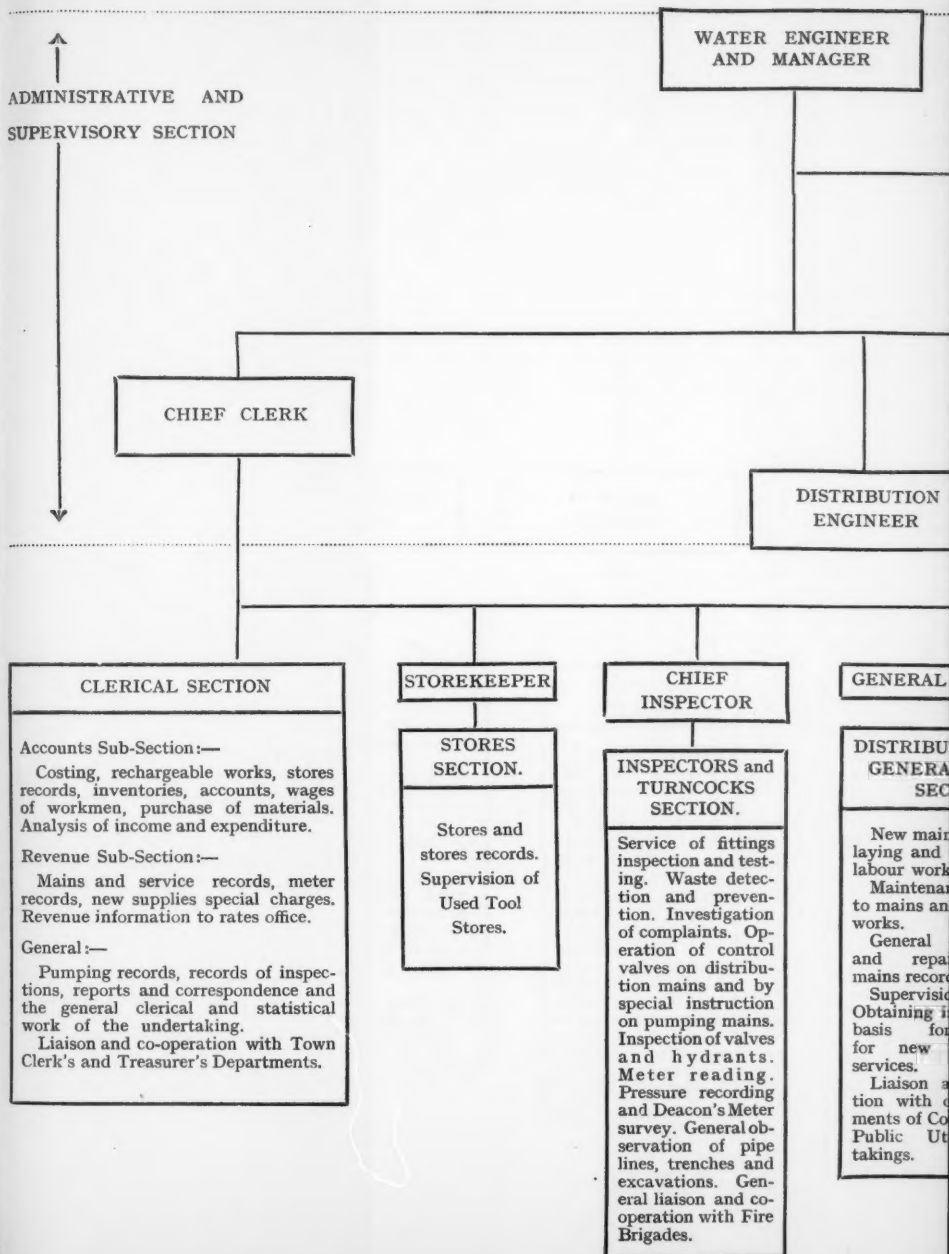 WATER ENGINEER
AND MANAGER
ADMINISTRATIVE AND
SUPERVISORY SECTION
CHIEF CLERK
DISTRIBUTION
ENGINEER
CLERICAL SECTION
Accounts Sub-Section:—
Costing, rechargeable works, stores
records, inventories, accounts, wages
of workmen, purchase of materials.
Analysis of income and expenditure.
Revenue Sub-Section:—
Mains and service records, meter
records, new supplies special charges.
Revenue information to rates office.
General:—
Pumping records, records of inspec-
tions, reports and correspondence and
the general clerical and statistical
work of the undertaking.
Liaison and co-operation with Town
Clerk's and Treasurer's Departments.
STOREKEEPER
STORES
SECTION.
Stores and
stores records.
Supervision of
Used Tool
Stores.
CHIEF
INSPECTOR
INSPECTORS and
TURNCOCKS
SECTION.
Service of fittings
inspection and test-
ing. Waste detec-
tion and preven-
tion. Investigation
of complaints. Op-
eration of control
valves on distribu-
tion mains and by
special instruction
on pumping mains.
Inspection of valves
and hydrants.
Meter reading.
Pressure recording
and Deacon's Meter
survey. General ob-
servation of pipe
lines, trenches and
excavations. Gen-
eral liaison and co-
operation with Fire
Brigades.
GENERAL
DISTRIBU
GENERA
SEC
New main
laying and
labour work
Maintenan
to mains an
works.
General
and repai
mains record
Supervisio
Obtaining i
basis for
for new
services.
Liaison a
tion with
ments of Co
Public Ut
takings.